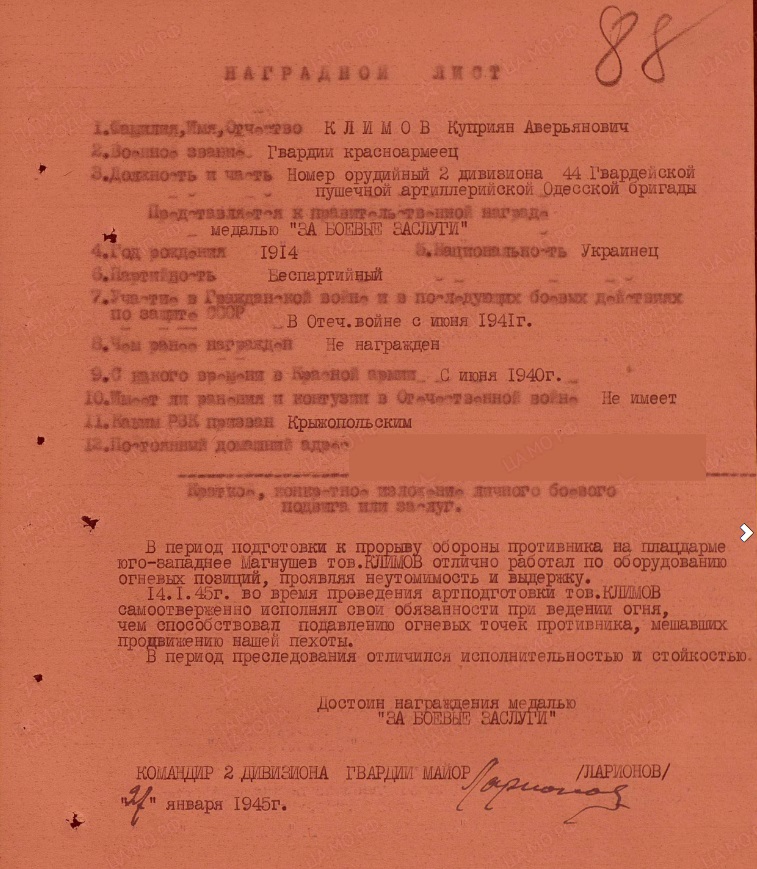 88
НАГРАДНОЙ ЛИСТ
1.Фамилия,Имя,Отчество КЛИМОВ Куприян Аверьянович
2.Военное звание. Гвардии красноармеец
3.Должность и часть Номер орудийный 2 дивизиона 44 Гвардейской
пушечной артиллерийской Одесской бригады
Представляется к правительственной награде
медалью "ЗА БОЕВЫЕ ЗАСЛУГИ"
4.Год рождения 1914 5.Национальность Украинец
6.Партийность Беспартийный
7.Участие в Гражданской войне и в последующих боевых действиях
по защите СССР В Отеч.войне с июня 1941г.
8.Чем ранее награжден Не награжден
9.С какого времени в Красной армии С июня 1940г.
10.Имеет ли ранения и контузии в Отечественной войне Не имеет
11.Каким РВК призван Крыжопольским
12.Постоянный домашний адрес
Краткое, конкретное изложение личного боевого
подвига или заслуг.
В период подготовки к прорыву обороны противника на плацдарме
юго-западнее Магнушев тов.КЛИМОВ отлично работал по оборудованию
огневых позиций, проявляя неутомимость и выдержку.
14.I.45г. во время проведения артподготовки тов.КЛИМОВ
самоотверженно исполнял свои обязанности при ведении огня,
чем способствовал подавлению огневых точек противника, мешавших
продвижению нашей пехоты.
В период преследования отличился исполнительностью и стойкостью.
Достоин награждения медалью
"ЗА БОЕВЫЕ ЗАСЛУГИ"
КОМАНДИР 2 ДИВИЗИОНА ГВАРДИИ МАЙОР Ларионов /ЛАРИОНОВ/
" " января 1945г.